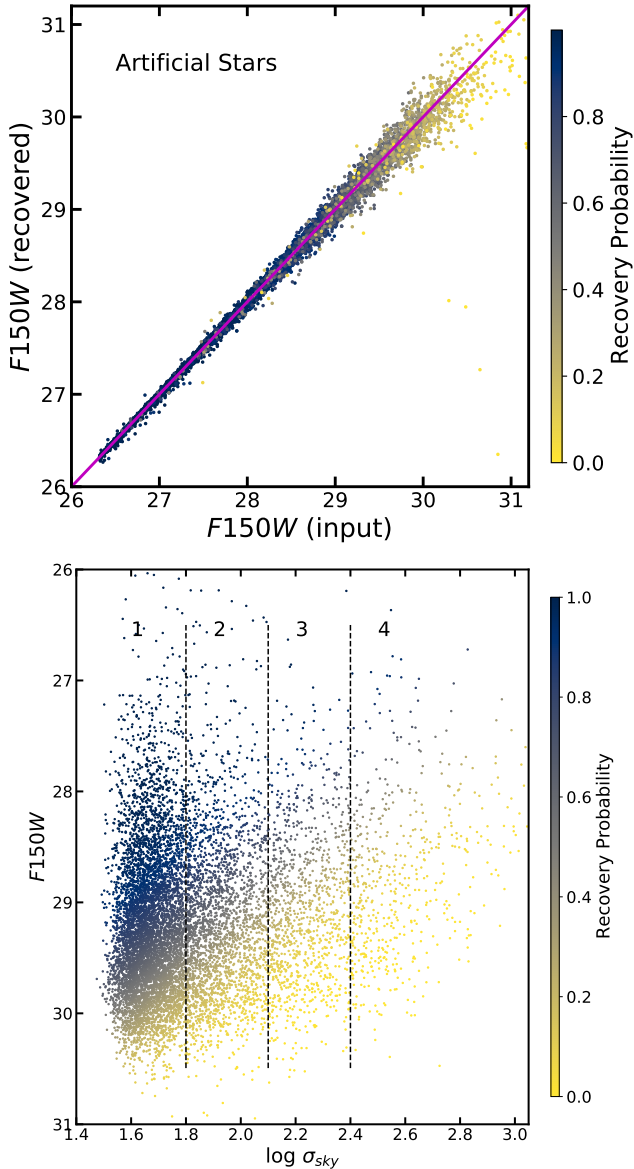 Artificial Stars
31
30
29
28
27
26
F150W (recovered)
26 27 28 29 30 31
F150W (input)
0.8
0.6
0.4
0.2
0.0
Recovery Probability
26
27
28
29
30
31
F150W
1 2 3 4
1.4 1.6 1.8 2.0 2.2 2.4 2.6 2.8 3.0
log σsky
1.0
0.8
0.6
0.4
0.2
0.0
Recovery Probability